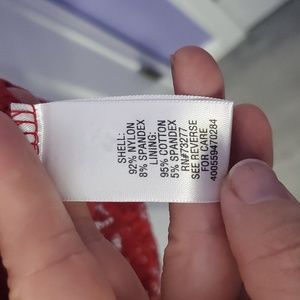 SHELL:
92% NYLON
8% SPANDEX
LINING:
95% COTTON
5% SPANDEX
RN#73277
SEE REVERSE
FOR CARE
400559470284